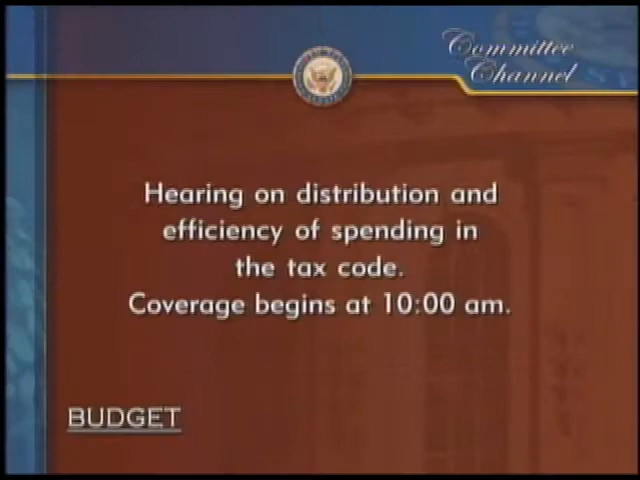 Committee
Channel
Hearing on distribution and
efficiency of spending in
the tax code.
Coverage begins at 10:00 am.
BUDGET